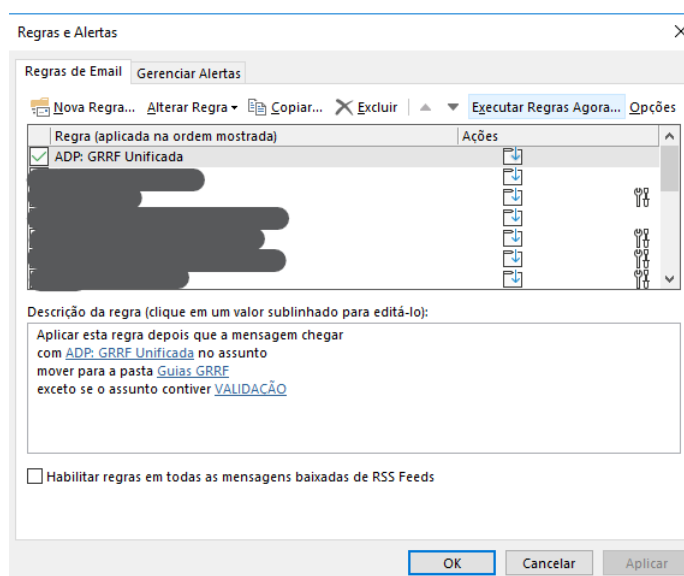 Regras e Alertas
Regras de Email Gerenciar Alertas
Nova Regra... Alterar Regra Copiar... Excluir Executar Regras Agora... Opções
Regra (aplicada na ordem mostrada) Ações
ADP: GRRF Unificada
Descrição da regra (clique em um valor sublinhado para editá-lo):
Aplicar esta regra depois que a mensagem chegar
com ADP: GRRF Unificada no assunto
mover para a pasta Guias GRRF
exceto se o assunto contiver VALIDAÇÃO
Habilitar regras em todas as mensagens baixadas de RSS Feeds
OK Cancelar Aplicar